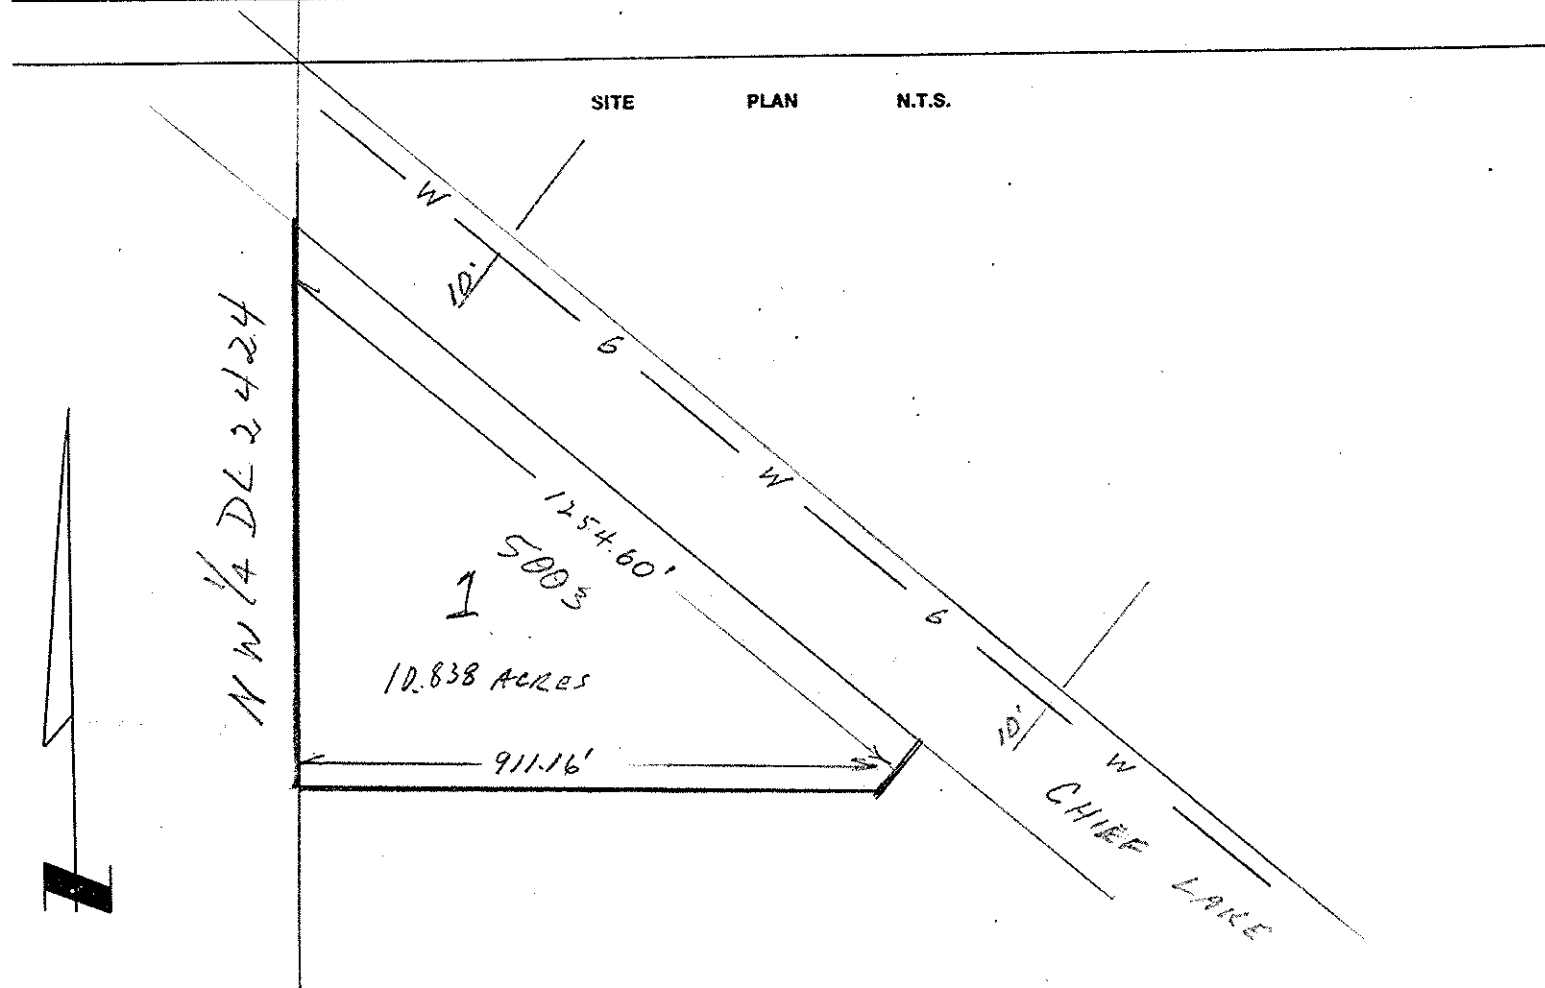 SITE PLAN N.T.S.
W
10'
G
NW 1/4 DL 2424
W
1254.60'
5003
1
G
10.838 ACRES
10'
911.16'
W
CHIEF LAKE